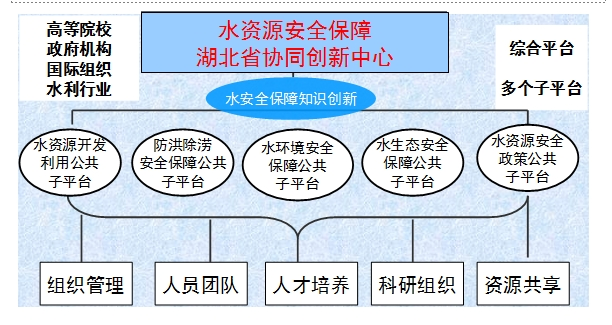 高等院校
政府机构
国际组织
水利行业
水资源安全保障
湖北省协同创新中心
综合平台
多个子平台
水安全保障知识创新
水资源开发
利用公共
子平台
防洪除涝
安全保障公共
子平台
水环境安全
保障公共
子平台
水生态安全
保障公共
子平台
水资源安全
政策公共
子平台
组织管理
人员团队
人才培养
科研组织
资源共享